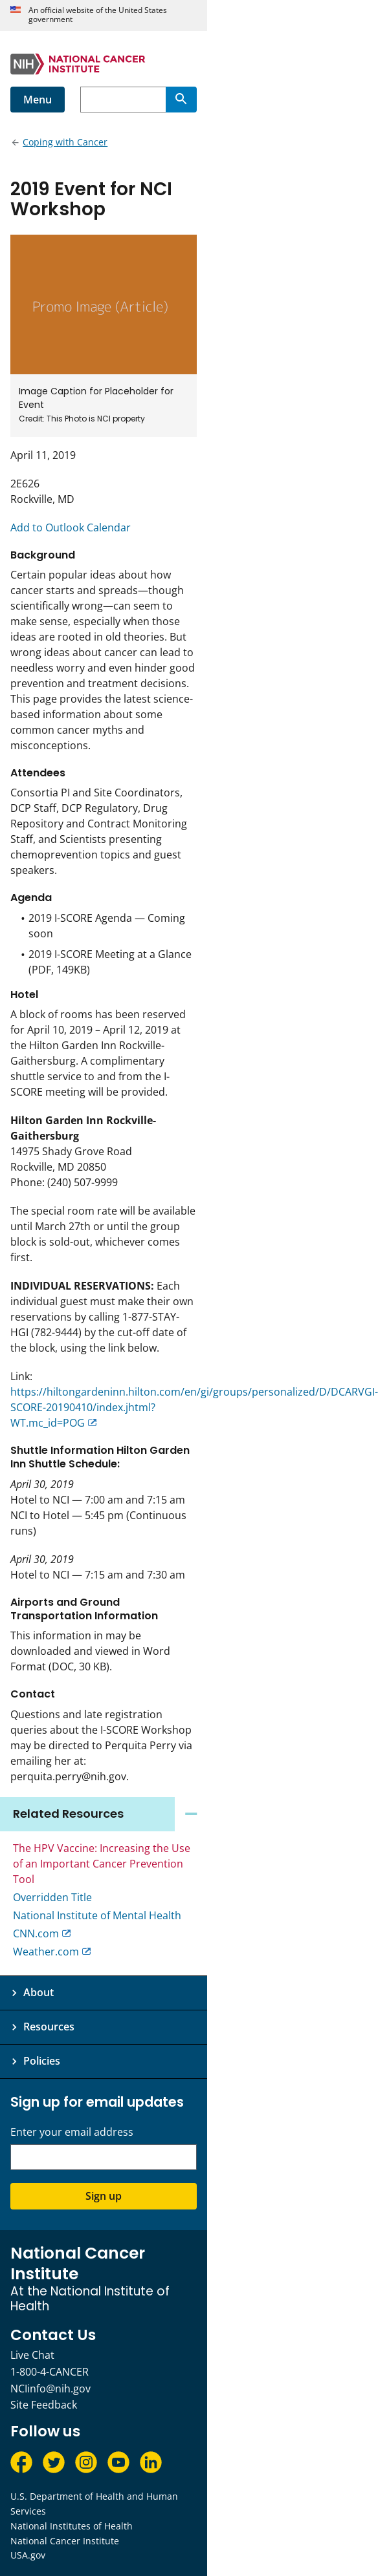 An official website of the United States
government
NIH NATIONAL CANCER
INSTITUTE
Menu
← Coping with Cancer
2019 Event for NCI
Workshop
Promo Image (Article)
Image Caption for Placeholder for
Event
Credit: This Photo is NCI property
April 11, 2019
2E626
Rockville, MD
Add to Outlook Calendar
Background
Certain popular ideas about how
cancer starts and spreads—though
scientifically wrong—can seem to
make sense, especially when those
ideas are rooted in old theories. But
wrong ideas about cancer can lead to
needless worry and even hinder good
prevention and treatment decisions.
This page provides the latest science-
based information about some
common cancer myths and
misconceptions.
Attendees
Consortia PI and Site Coordinators,
DCP Staff, DCP Regulatory, Drug
Repository and Contract Monitoring
Staff, and Scientists presenting
chemoprevention topics and guest
speakers.
Agenda
• 2019 I-SCORE Agenda — Coming
soon
• 2019 I-SCORE Meeting at a Glance
(PDF, 149KB)
Hotel
A block of rooms has been reserved
for April 10, 2019 – April 12, 2019 at
the Hilton Garden Inn Rockville-
Gaithersburg. A complimentary
shuttle service to and from the I-
SCORE meeting will be provided.
Hilton Garden Inn Rockville-
Gaithersburg
14975 Shady Grove Road
Rockville, MD 20850
Phone: (240) 507-9999
The special room rate will be available
until March 27th or until the group
block is sold-out, whichever comes
first.
INDIVIDUAL RESERVATIONS: Each
individual guest must make their own
reservations by calling 1-877-STAY-
HGI (782-9444) by the cut-off date of
the block, using the link below.
Link:
https://hiltongardeninn.hilton.com/en/gi/groups/personalized/D/DCARVGI-
SCORE-20190410/index.jhtml?
WT.mc_id=POG
Shuttle Information Hilton Garden
Inn Shuttle Schedule:
April 30, 2019
Hotel to NCI — 7:00 am and 7:15 am
NCI to Hotel — 5:45 pm (Continuous
runs)
April 30, 2019
Hotel to NCI — 7:15 am and 7:30 am
Airports and Ground
Transportation Information
This information in may be
downloaded and viewed in Word
Format (DOC, 30 KB).
Contact
Questions and late registration
queries about the I-SCORE Workshop
may be directed to Perquita Perry via
emailing her at:
perquita.perry@nih.gov.
Related Resources
The HPV Vaccine: Increasing the Use
of an Important Cancer Prevention
Tool
Overridden Title
National Institute of Mental Health
CNN.com
Weather.com
About
Resources
Policies
Sign up for email updates
Enter your email address
Sign up
National Cancer
Institute
At the National Institute of
Health
Contact Us
Live Chat
1-800-4-CANCER
NCIinfo@nih.gov
Site Feedback
Follow us
U.S. Department of Health and Human
Services
National Institutes of Health
National Cancer Institute
USA.gov